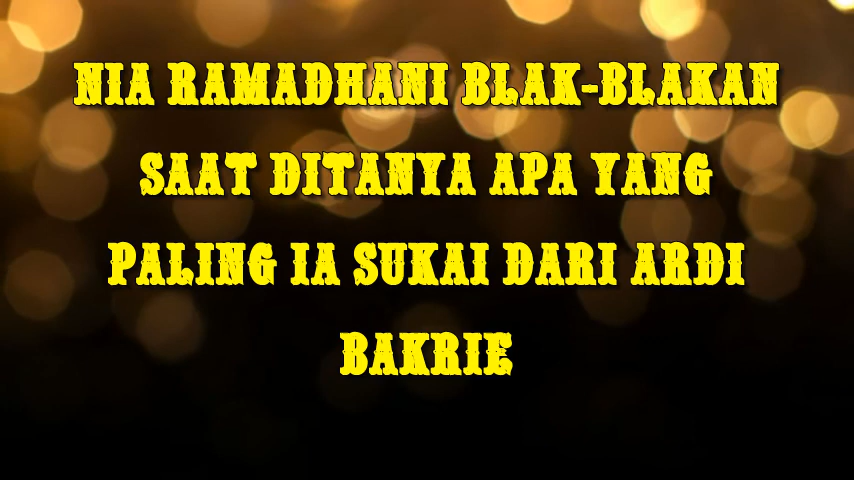 NIA RAMADHANI BLAK-BLAKAN
SAAT DITANYA APA YANG
PALING IA SUKAI DARI ARDI
BAKRIE